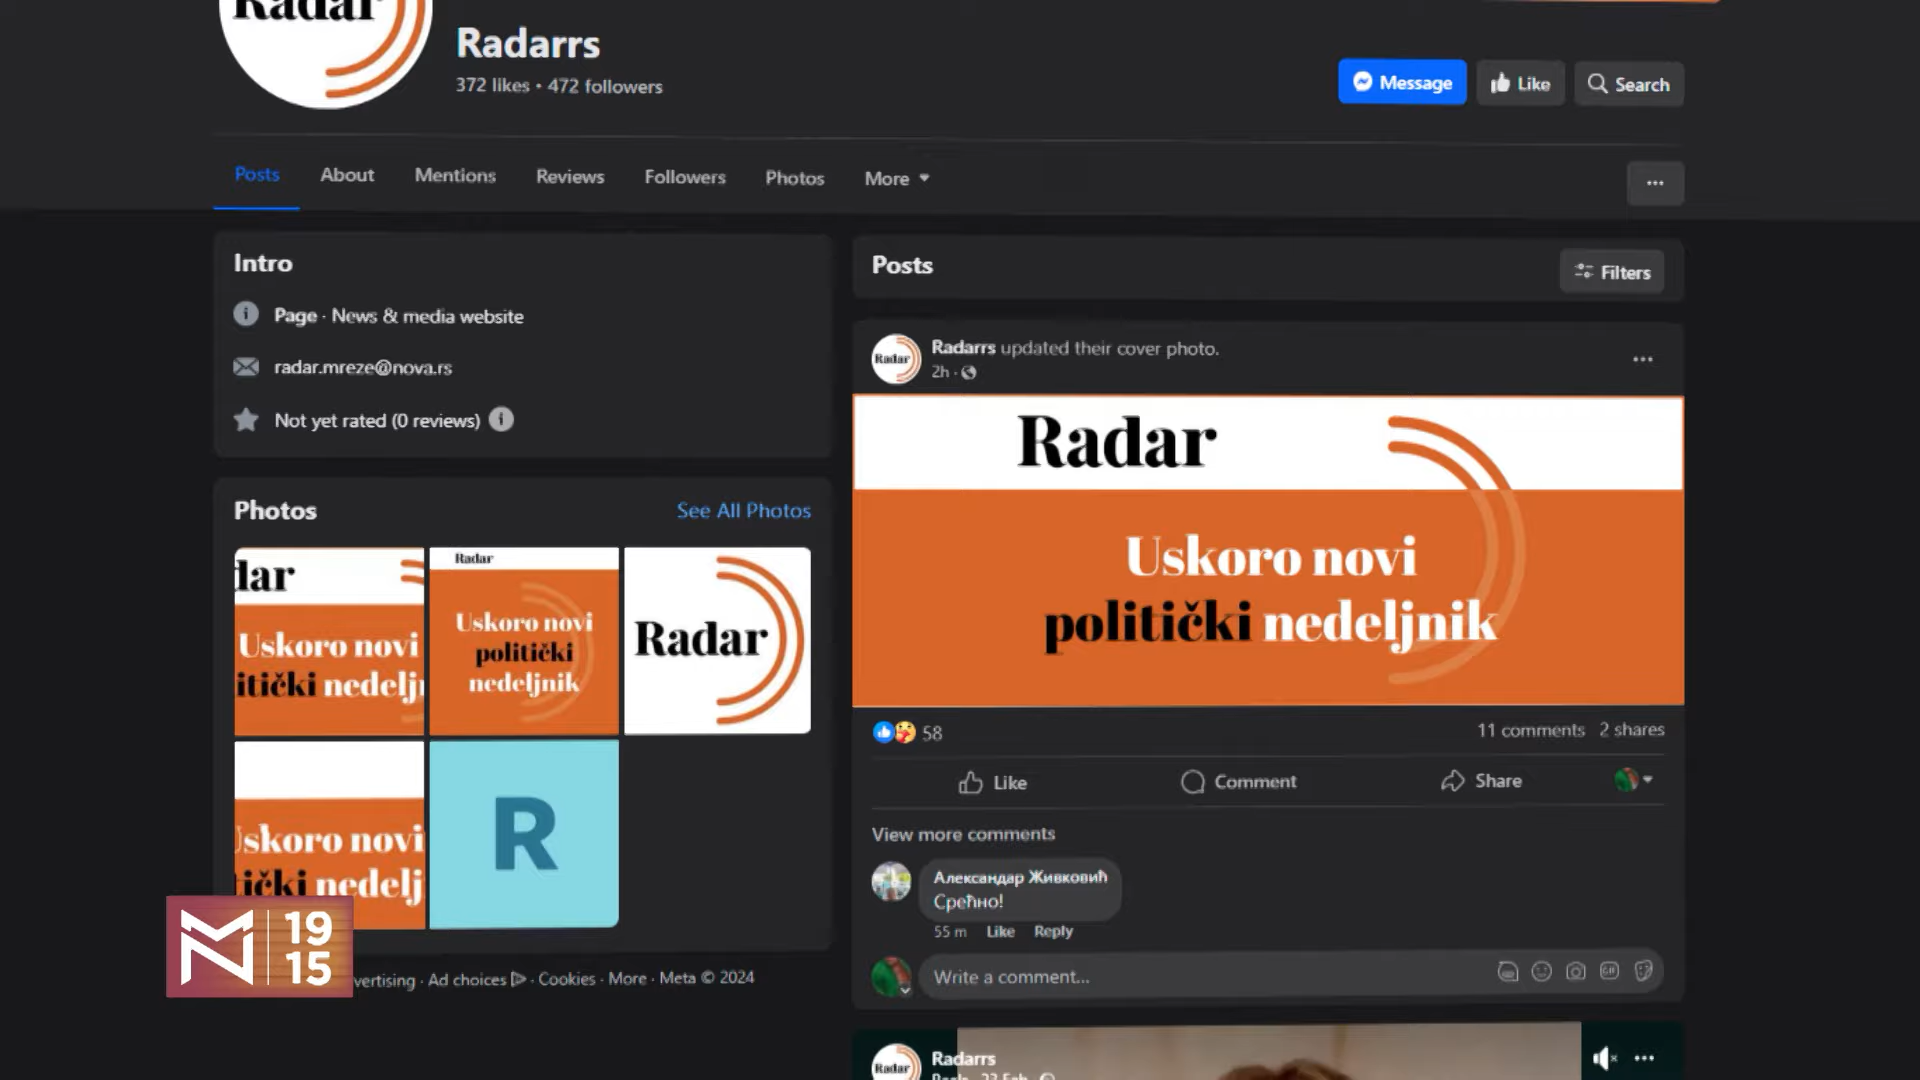 Radar
Radarrs
372 likes • 472 followers
Message
Like
Search
Posts
About
Mentions
Reviews
Followers
Photos
More
Intro
Page · News & media website
radar.mreze@nova.rs
Not yet rated (0 reviews)
Photos
See All Photos
dar
Uskoro novi
itički nedelj
Radar
Uskoro novi
politički
nedeljnik
Radar
Uskoro novi
ički nedelj
R
19
15
vertising · Ad choices · Cookies · More · Meta © 2024
Posts
Filters
Radar
Radarrs updated their cover photo.
2h
Radar
Uskoro novi
politički nedeljnik
58
11 comments 2 shares
Like
Comment
Share
View more comments
Александар Живковић
Срећно!
55 m Like Reply
Write a comment...
GIF
Radar
Radarrs